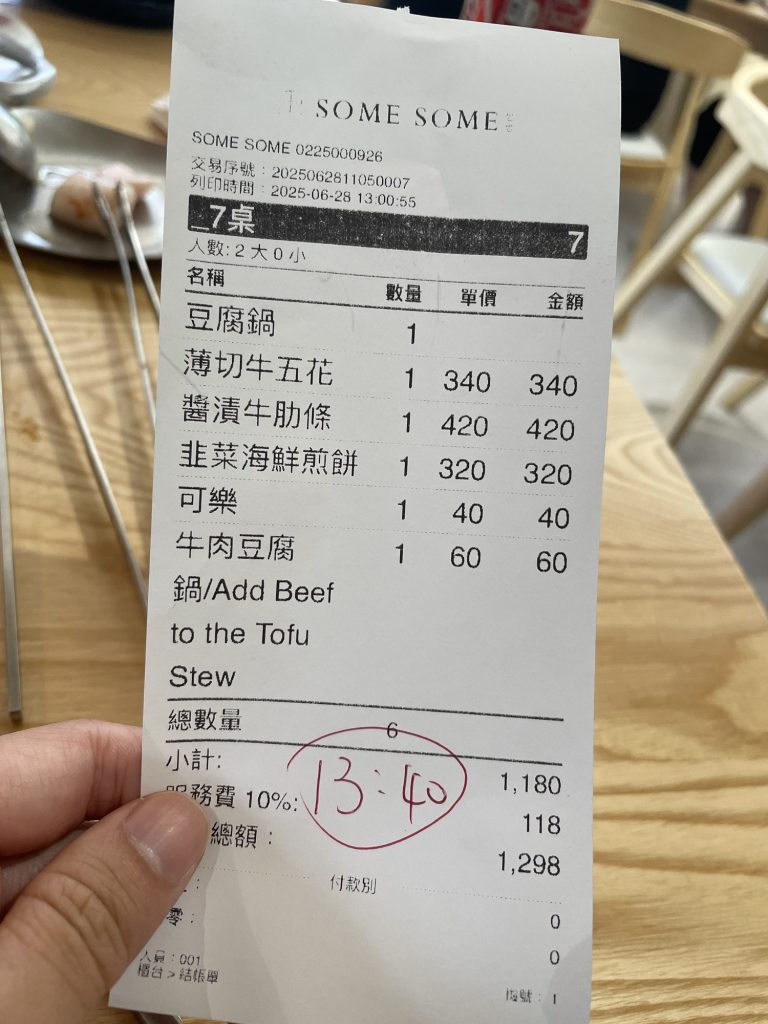 SOME SOME
SOME SOME 0225000926
交易序號：2025062811050007
列印時間：2025-06-28 13:00:55
_7桌 7
人數: 2 大 0 小
名稱 數量 單價 金額
豆腐鍋 1
薄切牛五花 1 340 340
醬漬牛肋條 1 420 420
韭菜海鮮煎餅 1 320 320
可樂 1 40 40
牛肉豆腐 1 60 60
鍋/Add Beef
to the Tofu
Stew
總數量 6
小計: 1,180
13:40
務費 10%: 118
總額： 1,298
付款別
: 0
零： 0
人員：001
櫃台 > 結帳單
機號：1